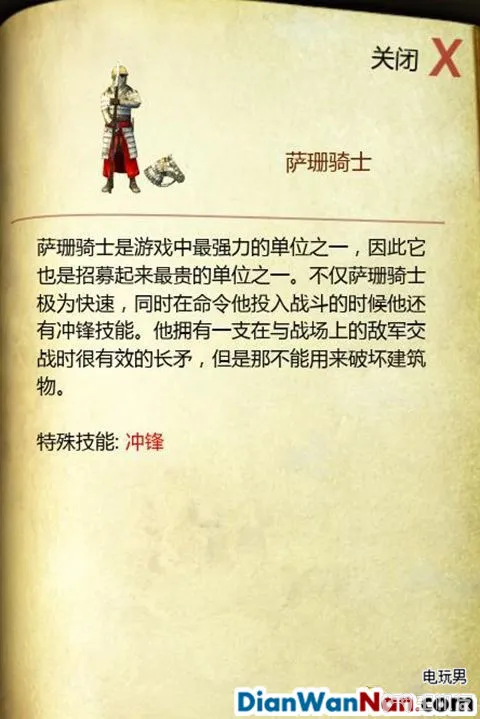 关闭 X
萨珊骑士
萨珊骑士是游戏中最强力的单位之一，因此它
也是招募起来最贵的单位之一。不仅萨珊骑士
极为快速，同时在命令他投入战斗的时候他还
有冲锋技能。他拥有一支在与战场上的敌军交
战时很有效的长矛，但是那不能用来破坏建筑
物。
特殊技能: 冲锋
电玩男
DianWanNan.com